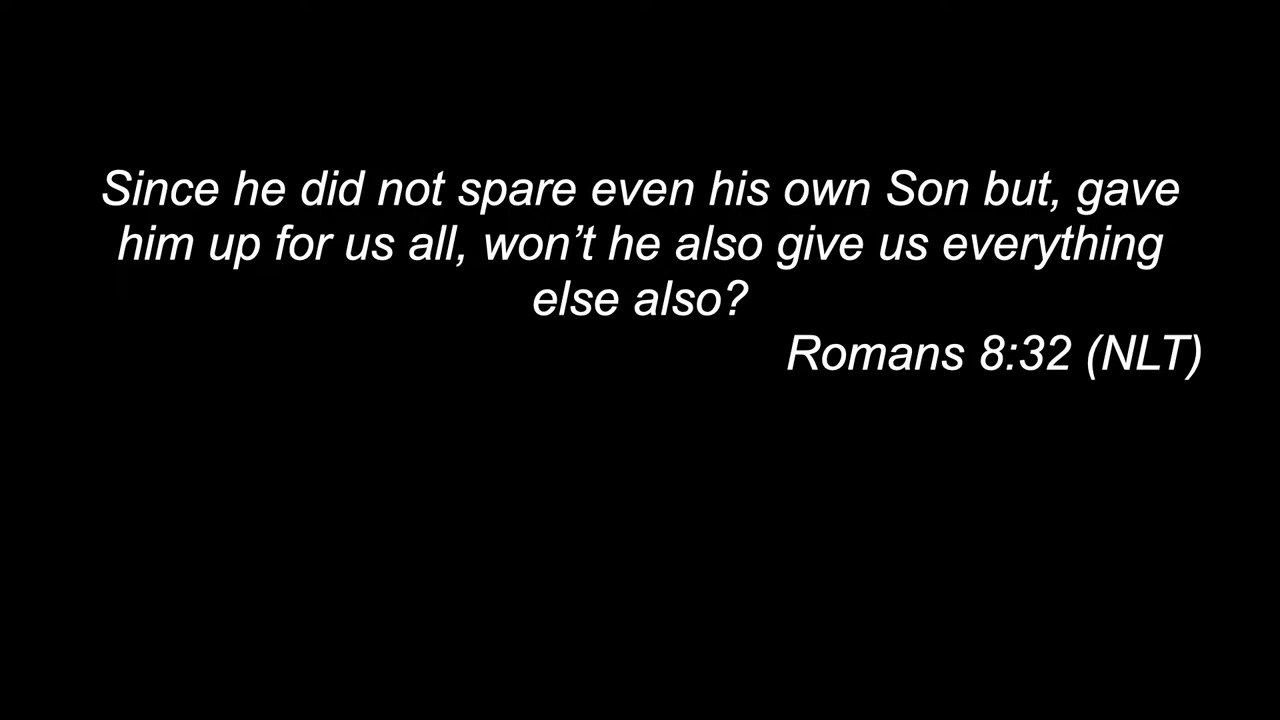 Since he did not spare even his own Son but, gave
him up for us all, won’t he also give us everything
else also?
Romans 8:32 (NLT)